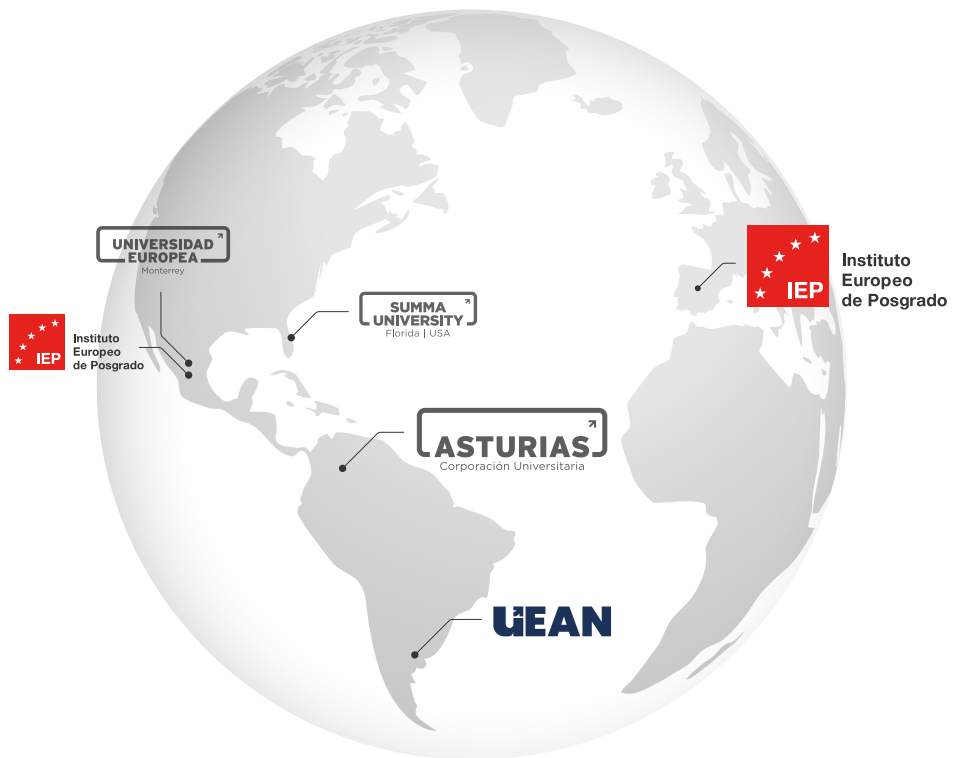 UNIVERSIDAD
EUROPEA
Monterrey
IEP
Instituto
Europeo
de Posgrado
SUMMA
UNIVERSITY
Florida | USA
IEP
Instituto
Europeo
de Posgrado
ASTURIAS
Corporación Universitaria
UEAN